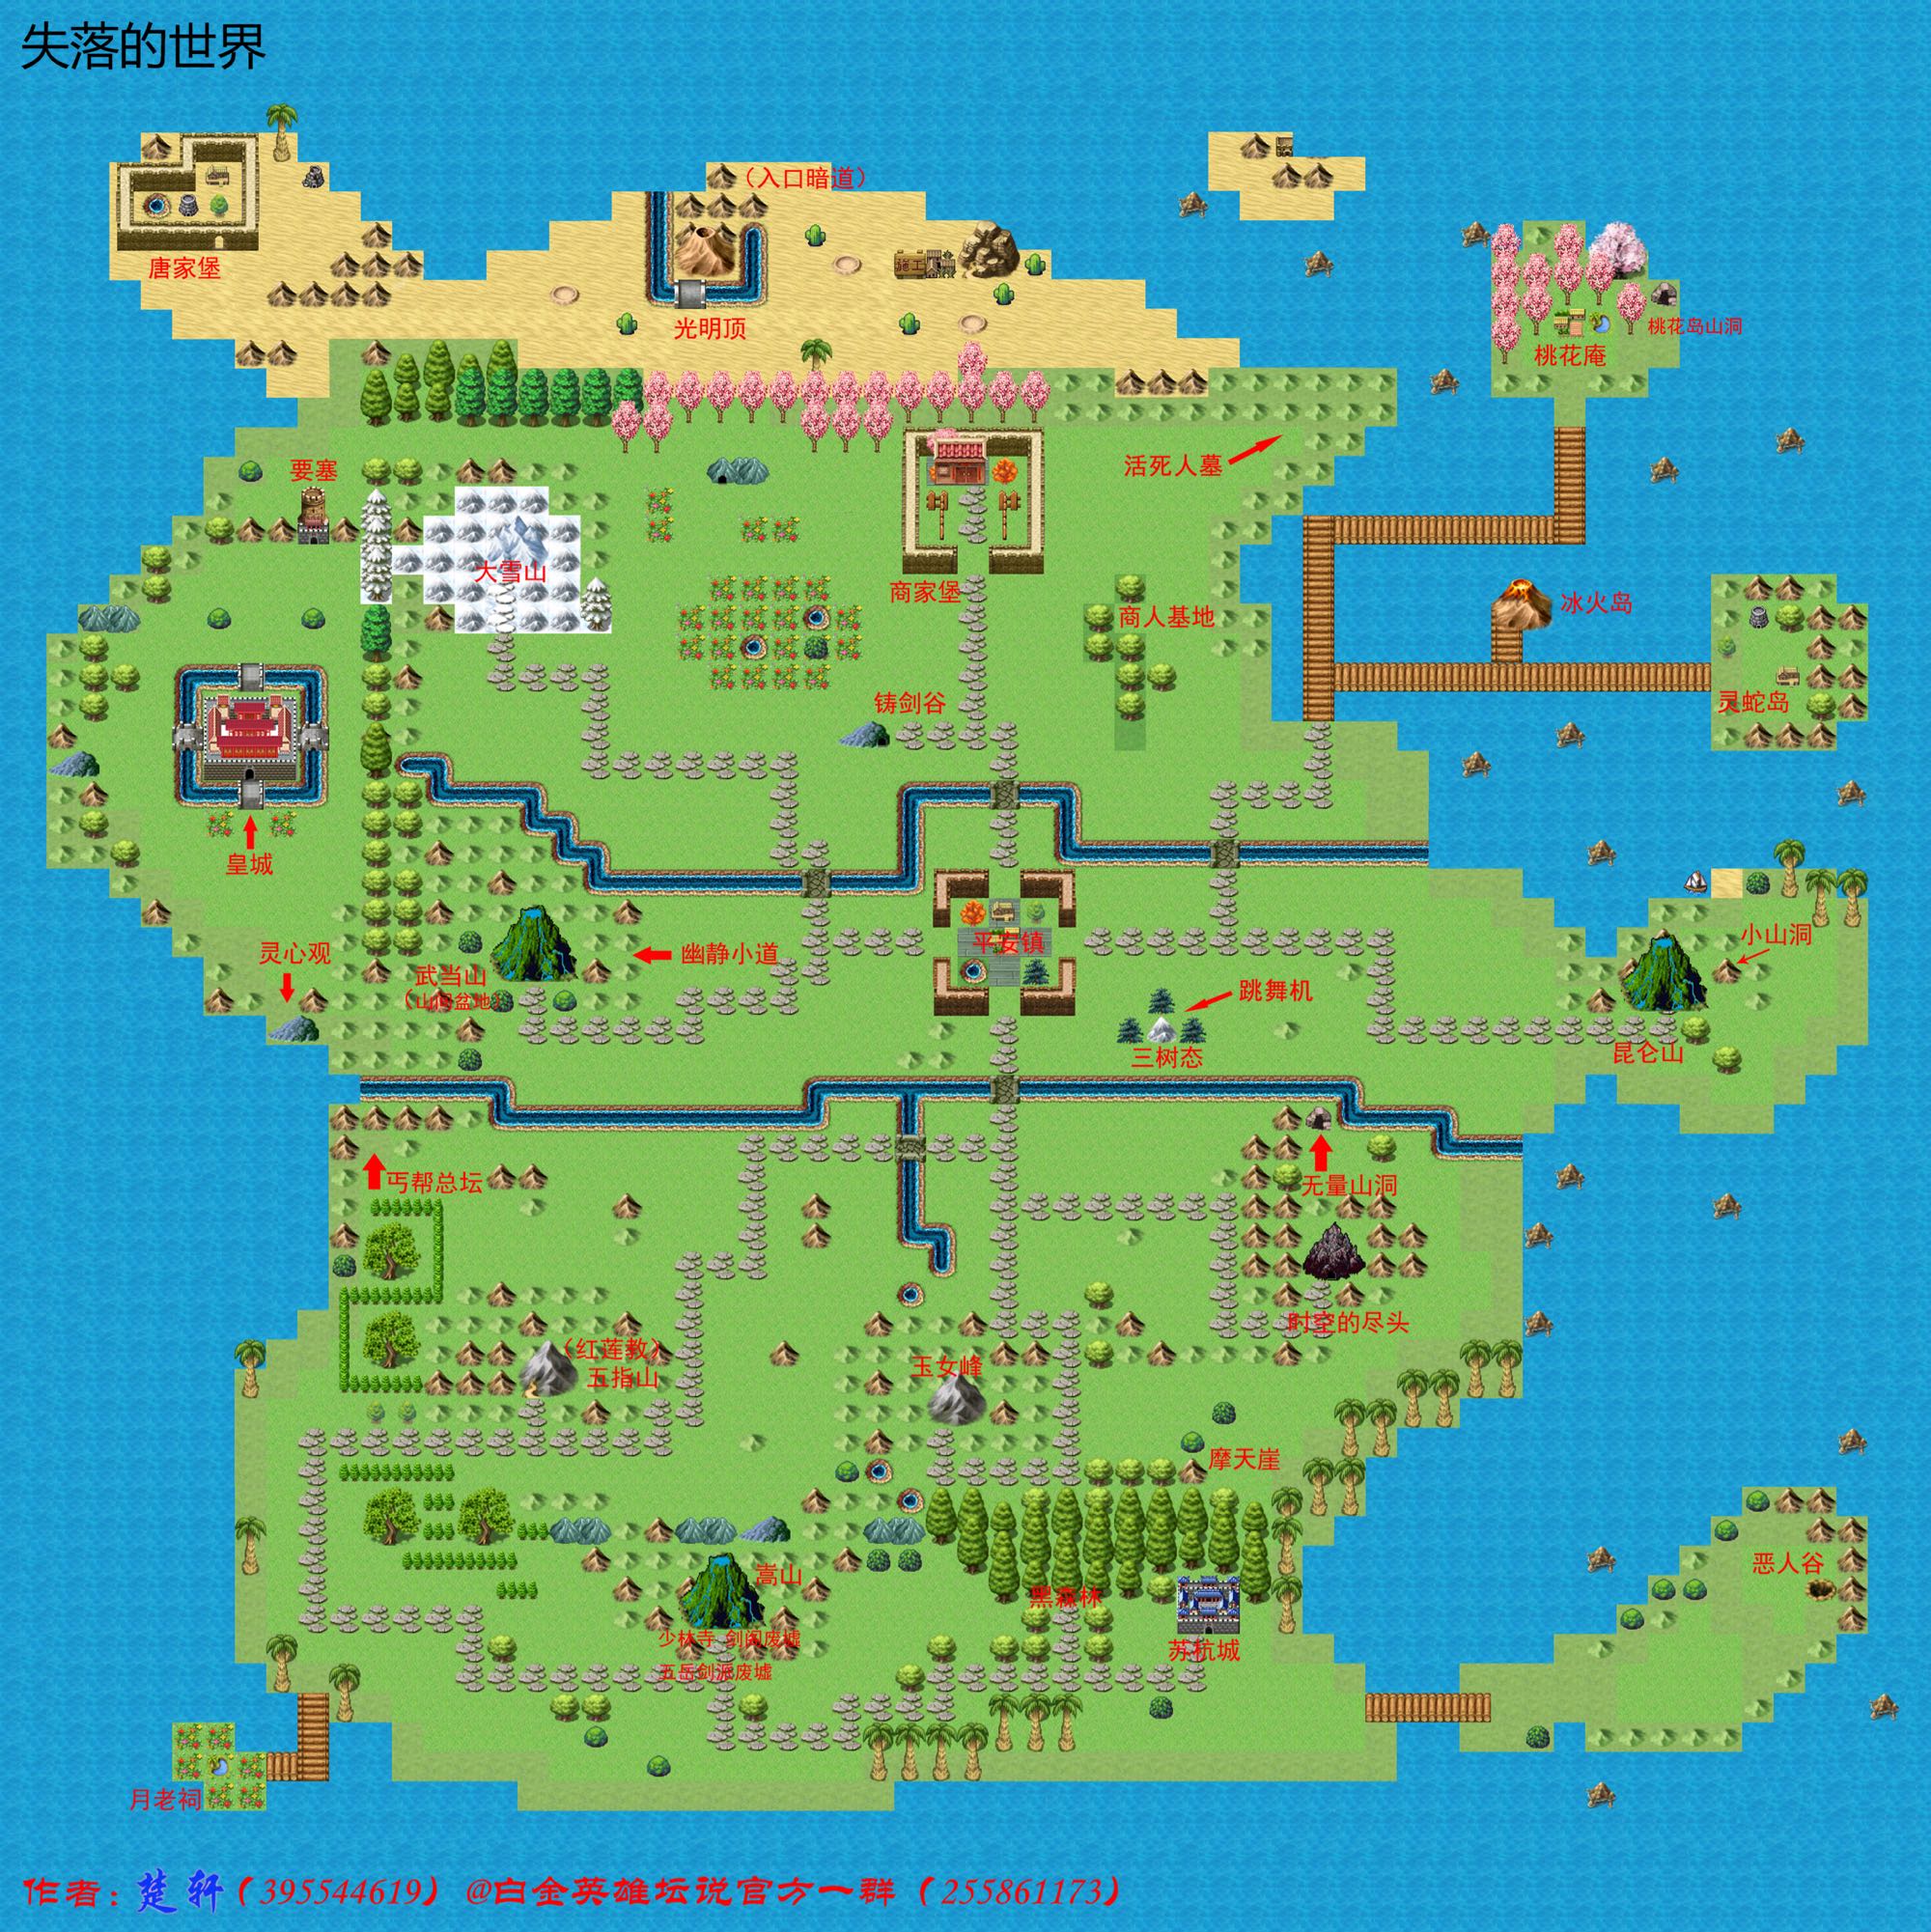 失落的世界
(入口暗道)
唐家堡
施工
光明顶
桃花岛山洞
桃花庵
要塞
活死人墓
大雪山
商家堡
商人基地
冰火岛
铸剑谷
灵蛇岛
皇城
灵心观
幽静小道
平安镇
小山洞
武当山
(山间盆地)
跳舞机
三树态
昆仑山
丐帮总坛
无量山洞
时空的尽头
(红莲教)
五指山
玉女峰
摩天崖
嵩山
恶人谷
黑森林
少林寺 剑阁废墟
苏杭城
五岳剑派废墟
月老祠
作者:楚轩(395544619) @白金英雄坛说官方一群(255861173)